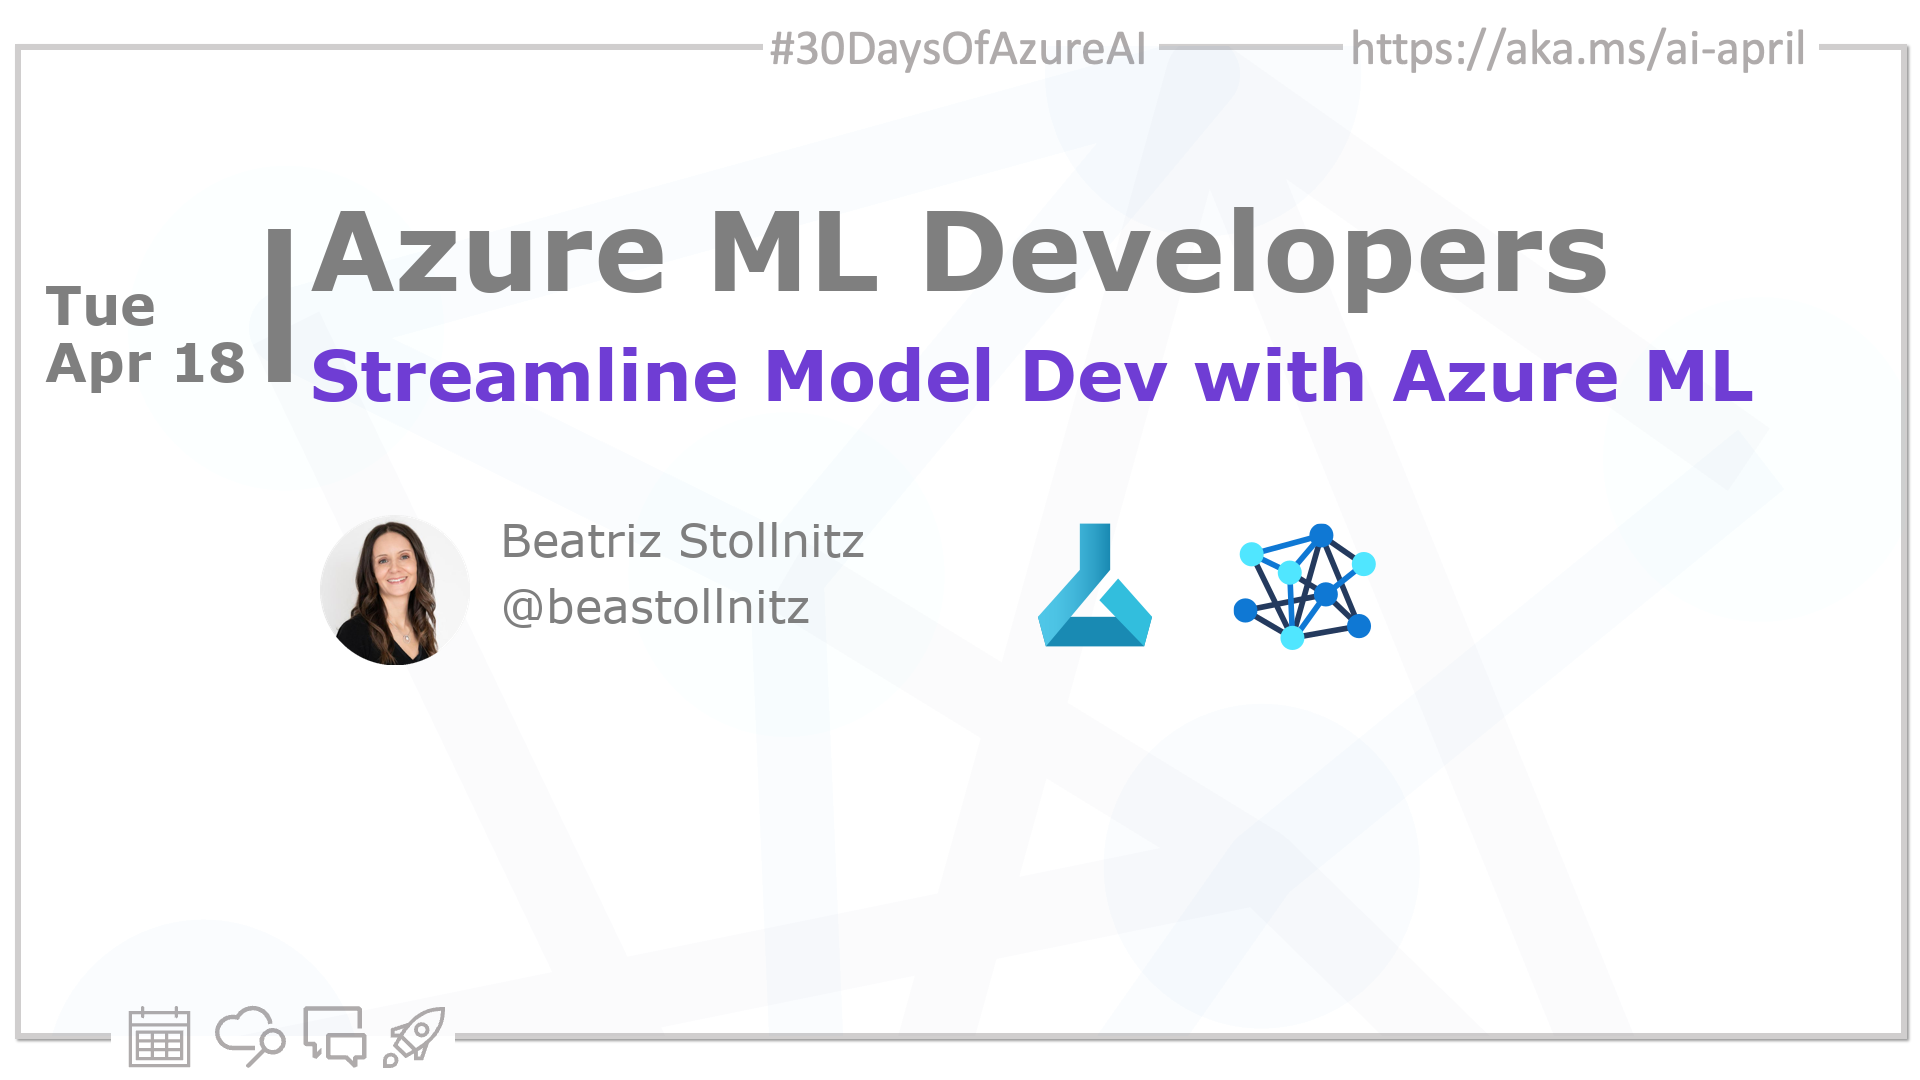 #30DaysOfAzureAI
https://aka.ms/ai-april
Azure ML Developers
Tue
Apr 18
Streamline Model Dev with Azure ML
Beatriz Stollnitz
@beastollnitz